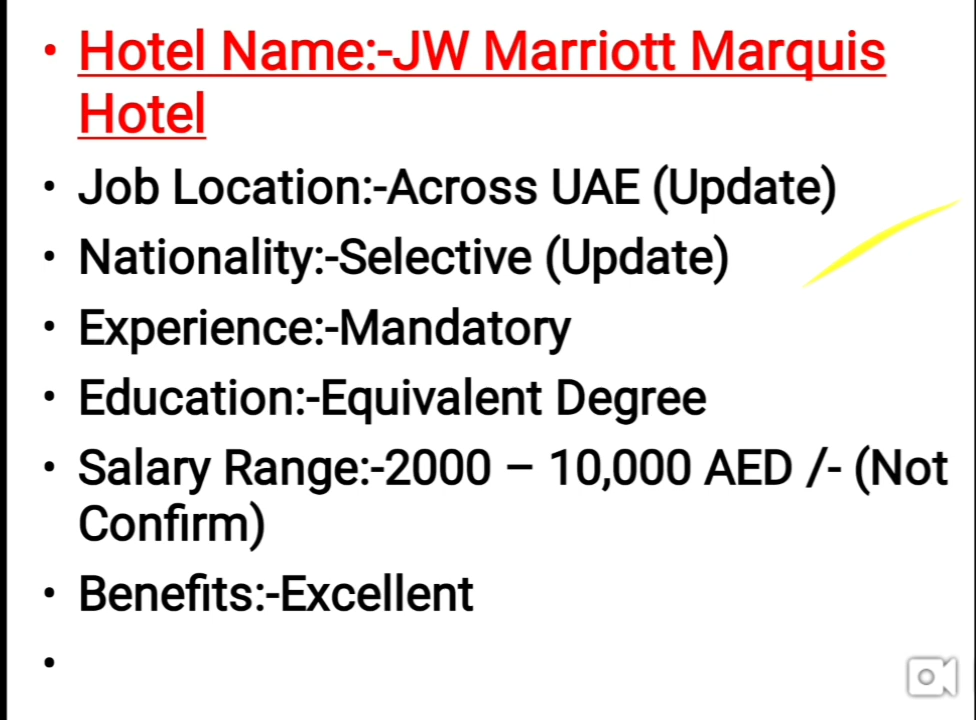 • Hotel Name:-JW Marriott Marquis
Hotel
• Job Location:-Across UAE (Update)
• Nationality:-Selective (Update)
• Experience:-Mandatory
• Education:-Equivalent Degree
• Salary Range:-2000 – 10,000 AED /- (Not
Confirm)
• Benefits:-Excellent
•